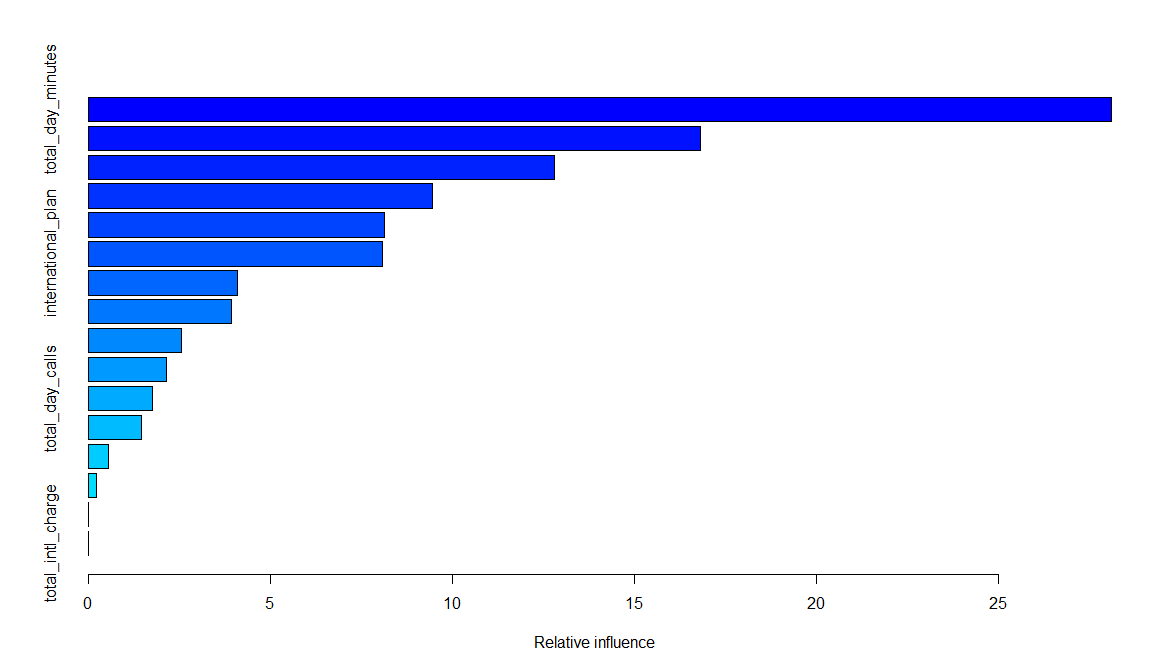 total_day_minutes
international_plan
total_day_calls
total_intl_charge
0 5 10 15 20 25
Relative influence